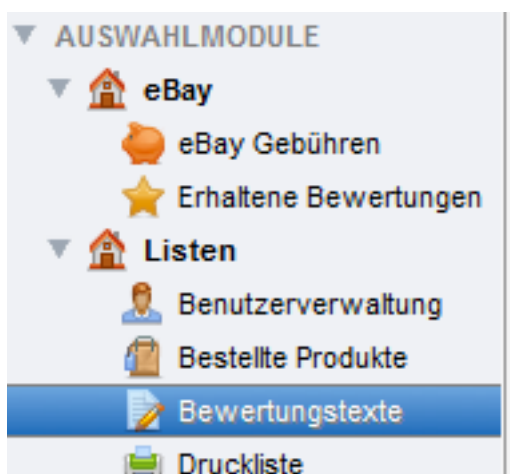 AUSWAHLMODULE
eBay
eBay Gebühren
Erhaltene Bewertungen
Listen
Benutzerverwaltung
Bestellte Produkte
Bewertungstexte
Druckliste